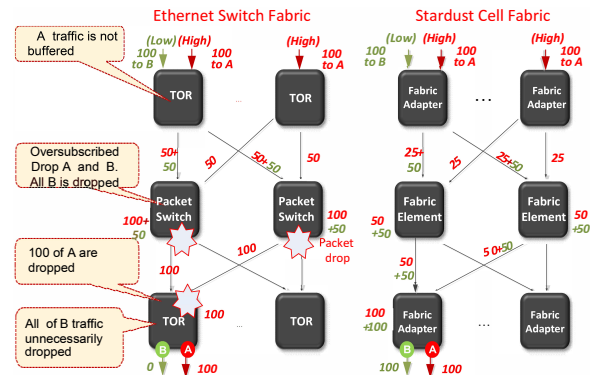 Ethernet Switch Fabric
Stardust Cell Fabric
A traffic is not
buffered
(Low)
(High)
100
to B
100
to A
(High)
100
to A
TOR
...
TOR
50+
50
50
50+50
50
Oversubscribed
Drop A and B.
All B is dropped
Packet
Switch
Packet
Switch
100+
50
100
+50
Packet
drop
100
100
100 of A are
dropped
All of B traffic
unnecessarily
dropped
TOR
100
...
TOR
B
A
0
100
(Low)
(High)
100
to B
100
to A
(High)
100
to A
Fabric
Adapter
...
Fabric
Adapter
25+
50
25
25+50
25
Fabric
Element
Fabric
Element
50
+50
50
+50
50
+50
50+50
100
+100
Fabric
Adapter
...
Fabric
Adapter
B
A
100
100